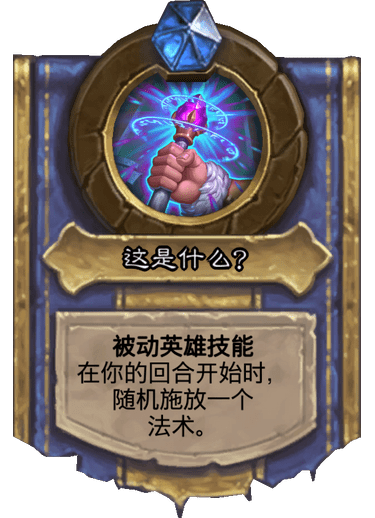 这是什么？
被动英雄技能
在你的回合开始时，
随机施放一个
法术。